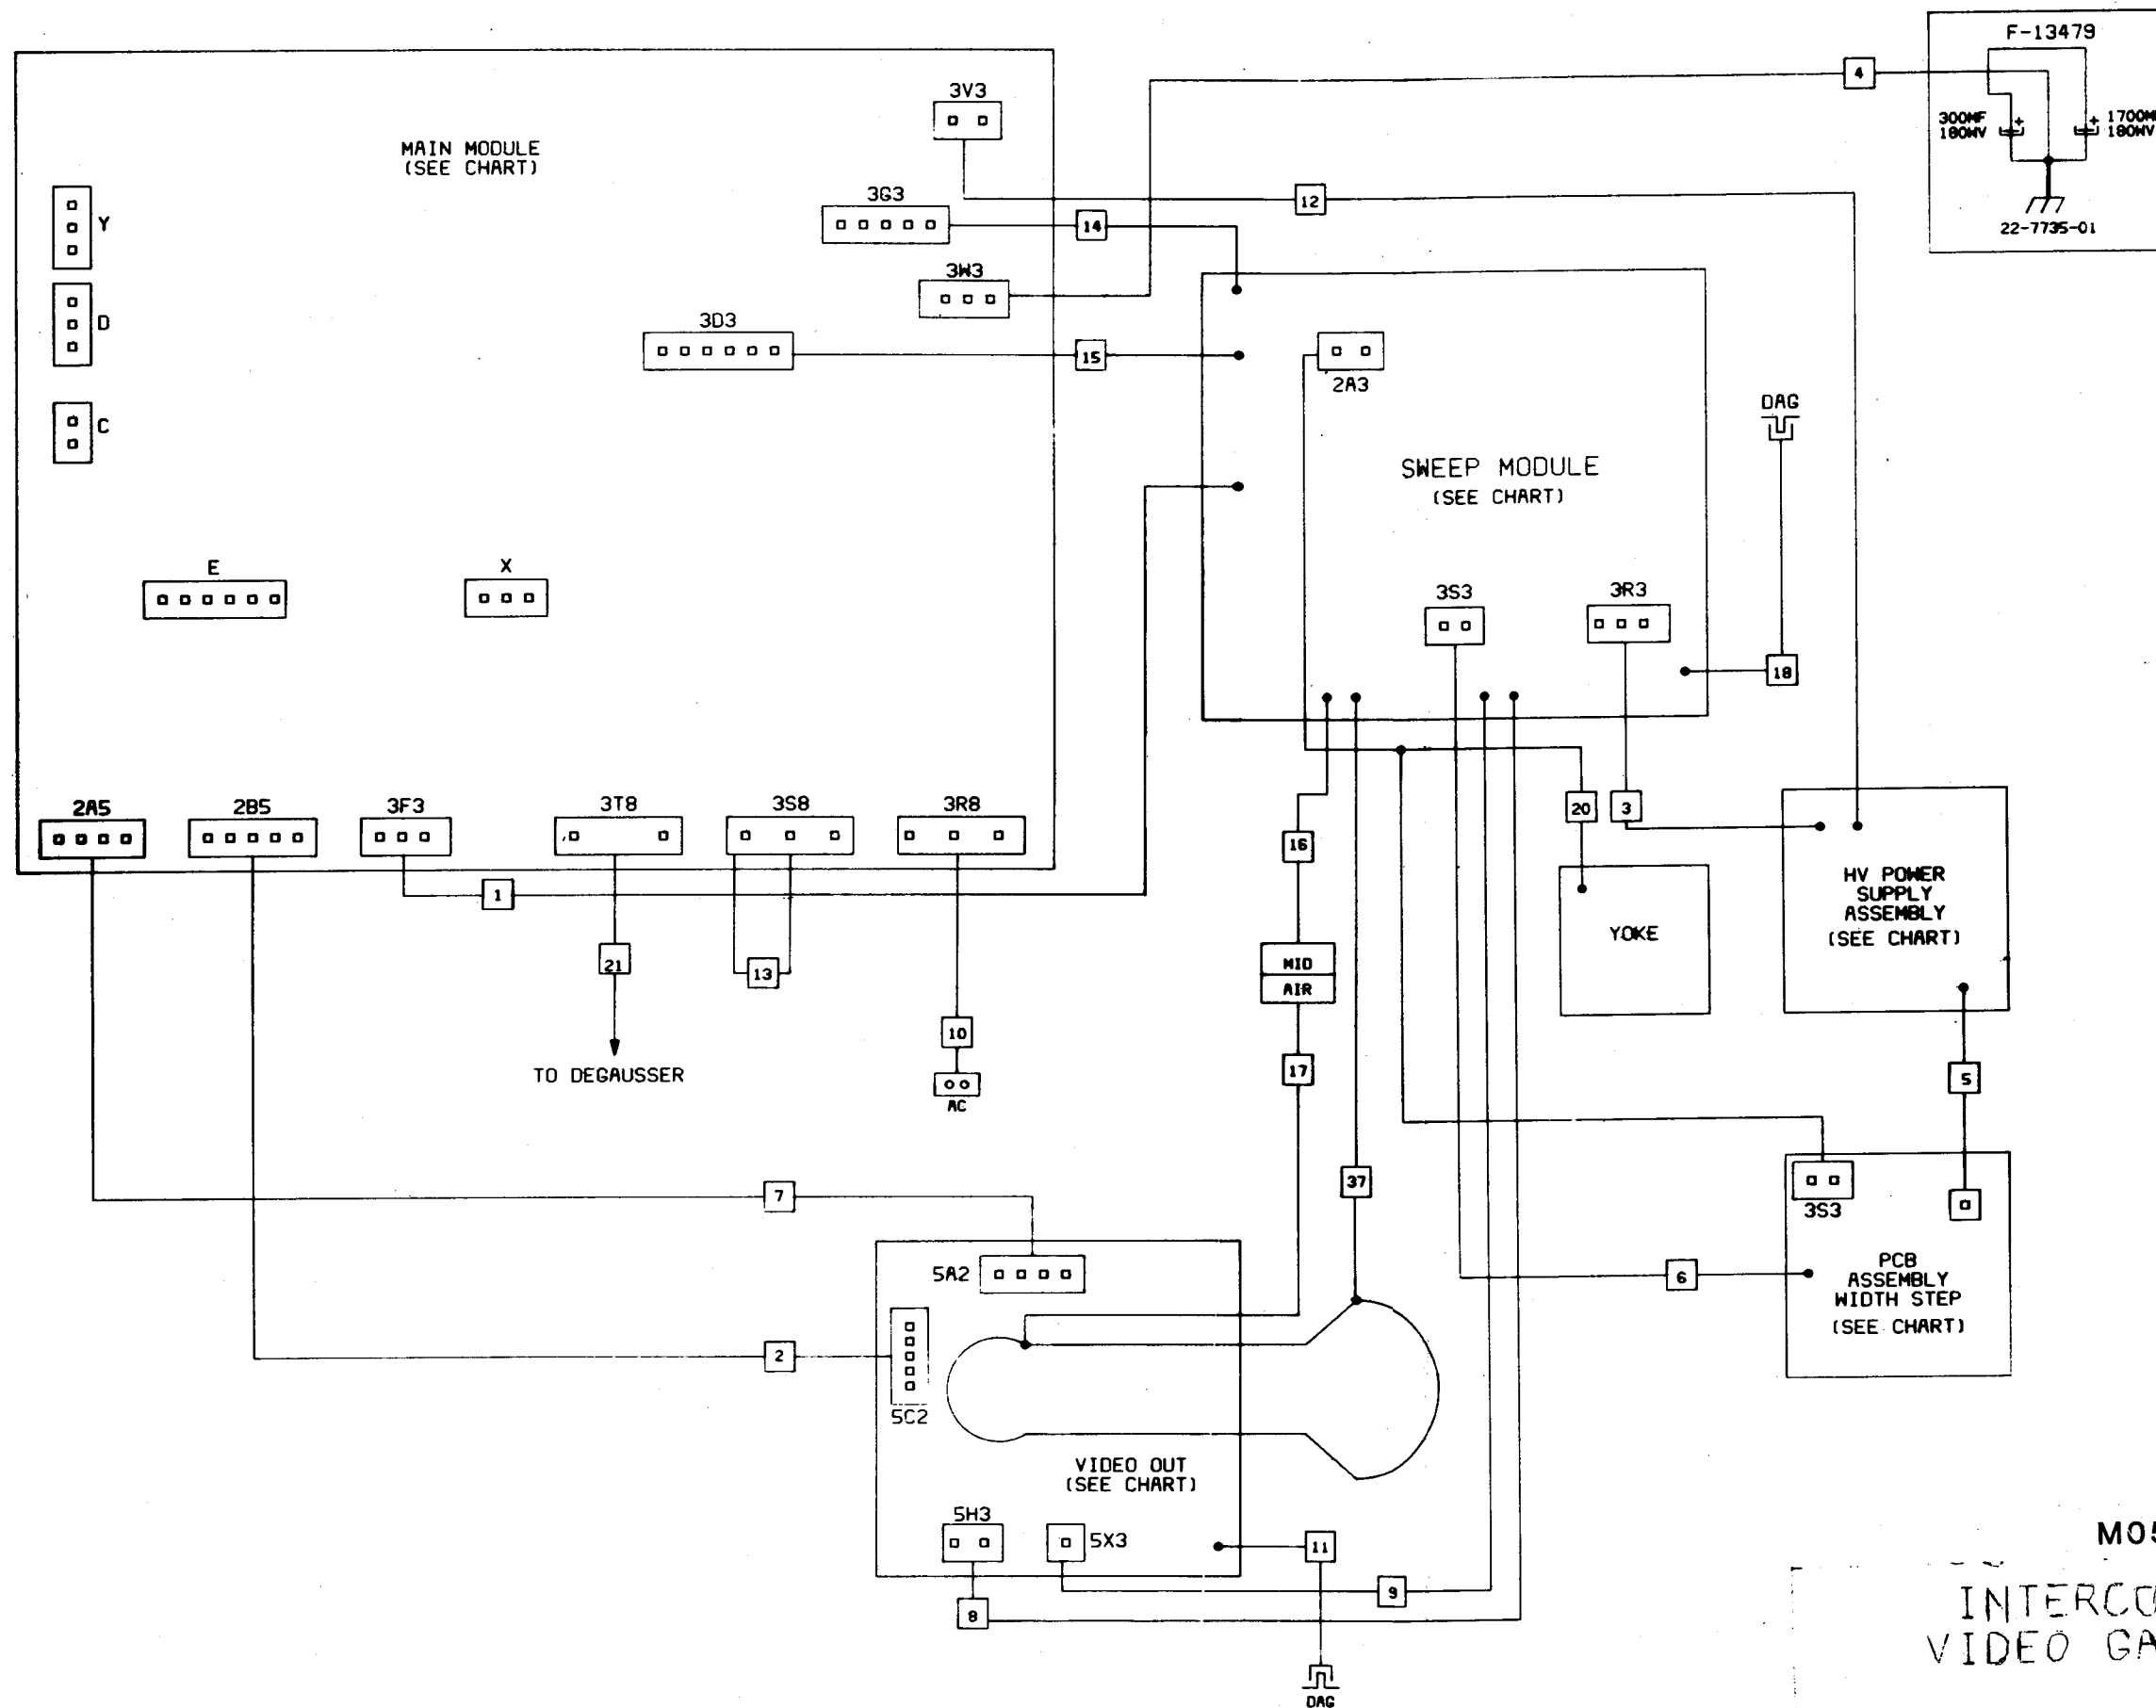 F-13479
4
300MF
180WV
+
+
1700M
180WV
22-7735-01
MAIN MODULE
(SEE CHART)
3V3
12
3G3
14
3W3
3D3
15
Y
D
C
E
X
2A3
SWEEP MODULE
(SEE CHART)
3S3
3R3
DAG
18
2A5
2B5
3F3
3T8
3S8
3R8
1
21
13
10
AC
TO DEGAUSSER
16
MID
AIR
17
37
20
3
YOKE
HV POWER
SUPPLY
ASSEMBLY
(SEE CHART)
5
3S3
PCB
ASSEMBLY
WIDTH STEP
(SEE CHART)
6
7
2
5A2
5C2
VIDEO OUT
(SEE CHART)
5H3
5X3
11
9
8
DAG
M05
INTERCO
VIDEO GA